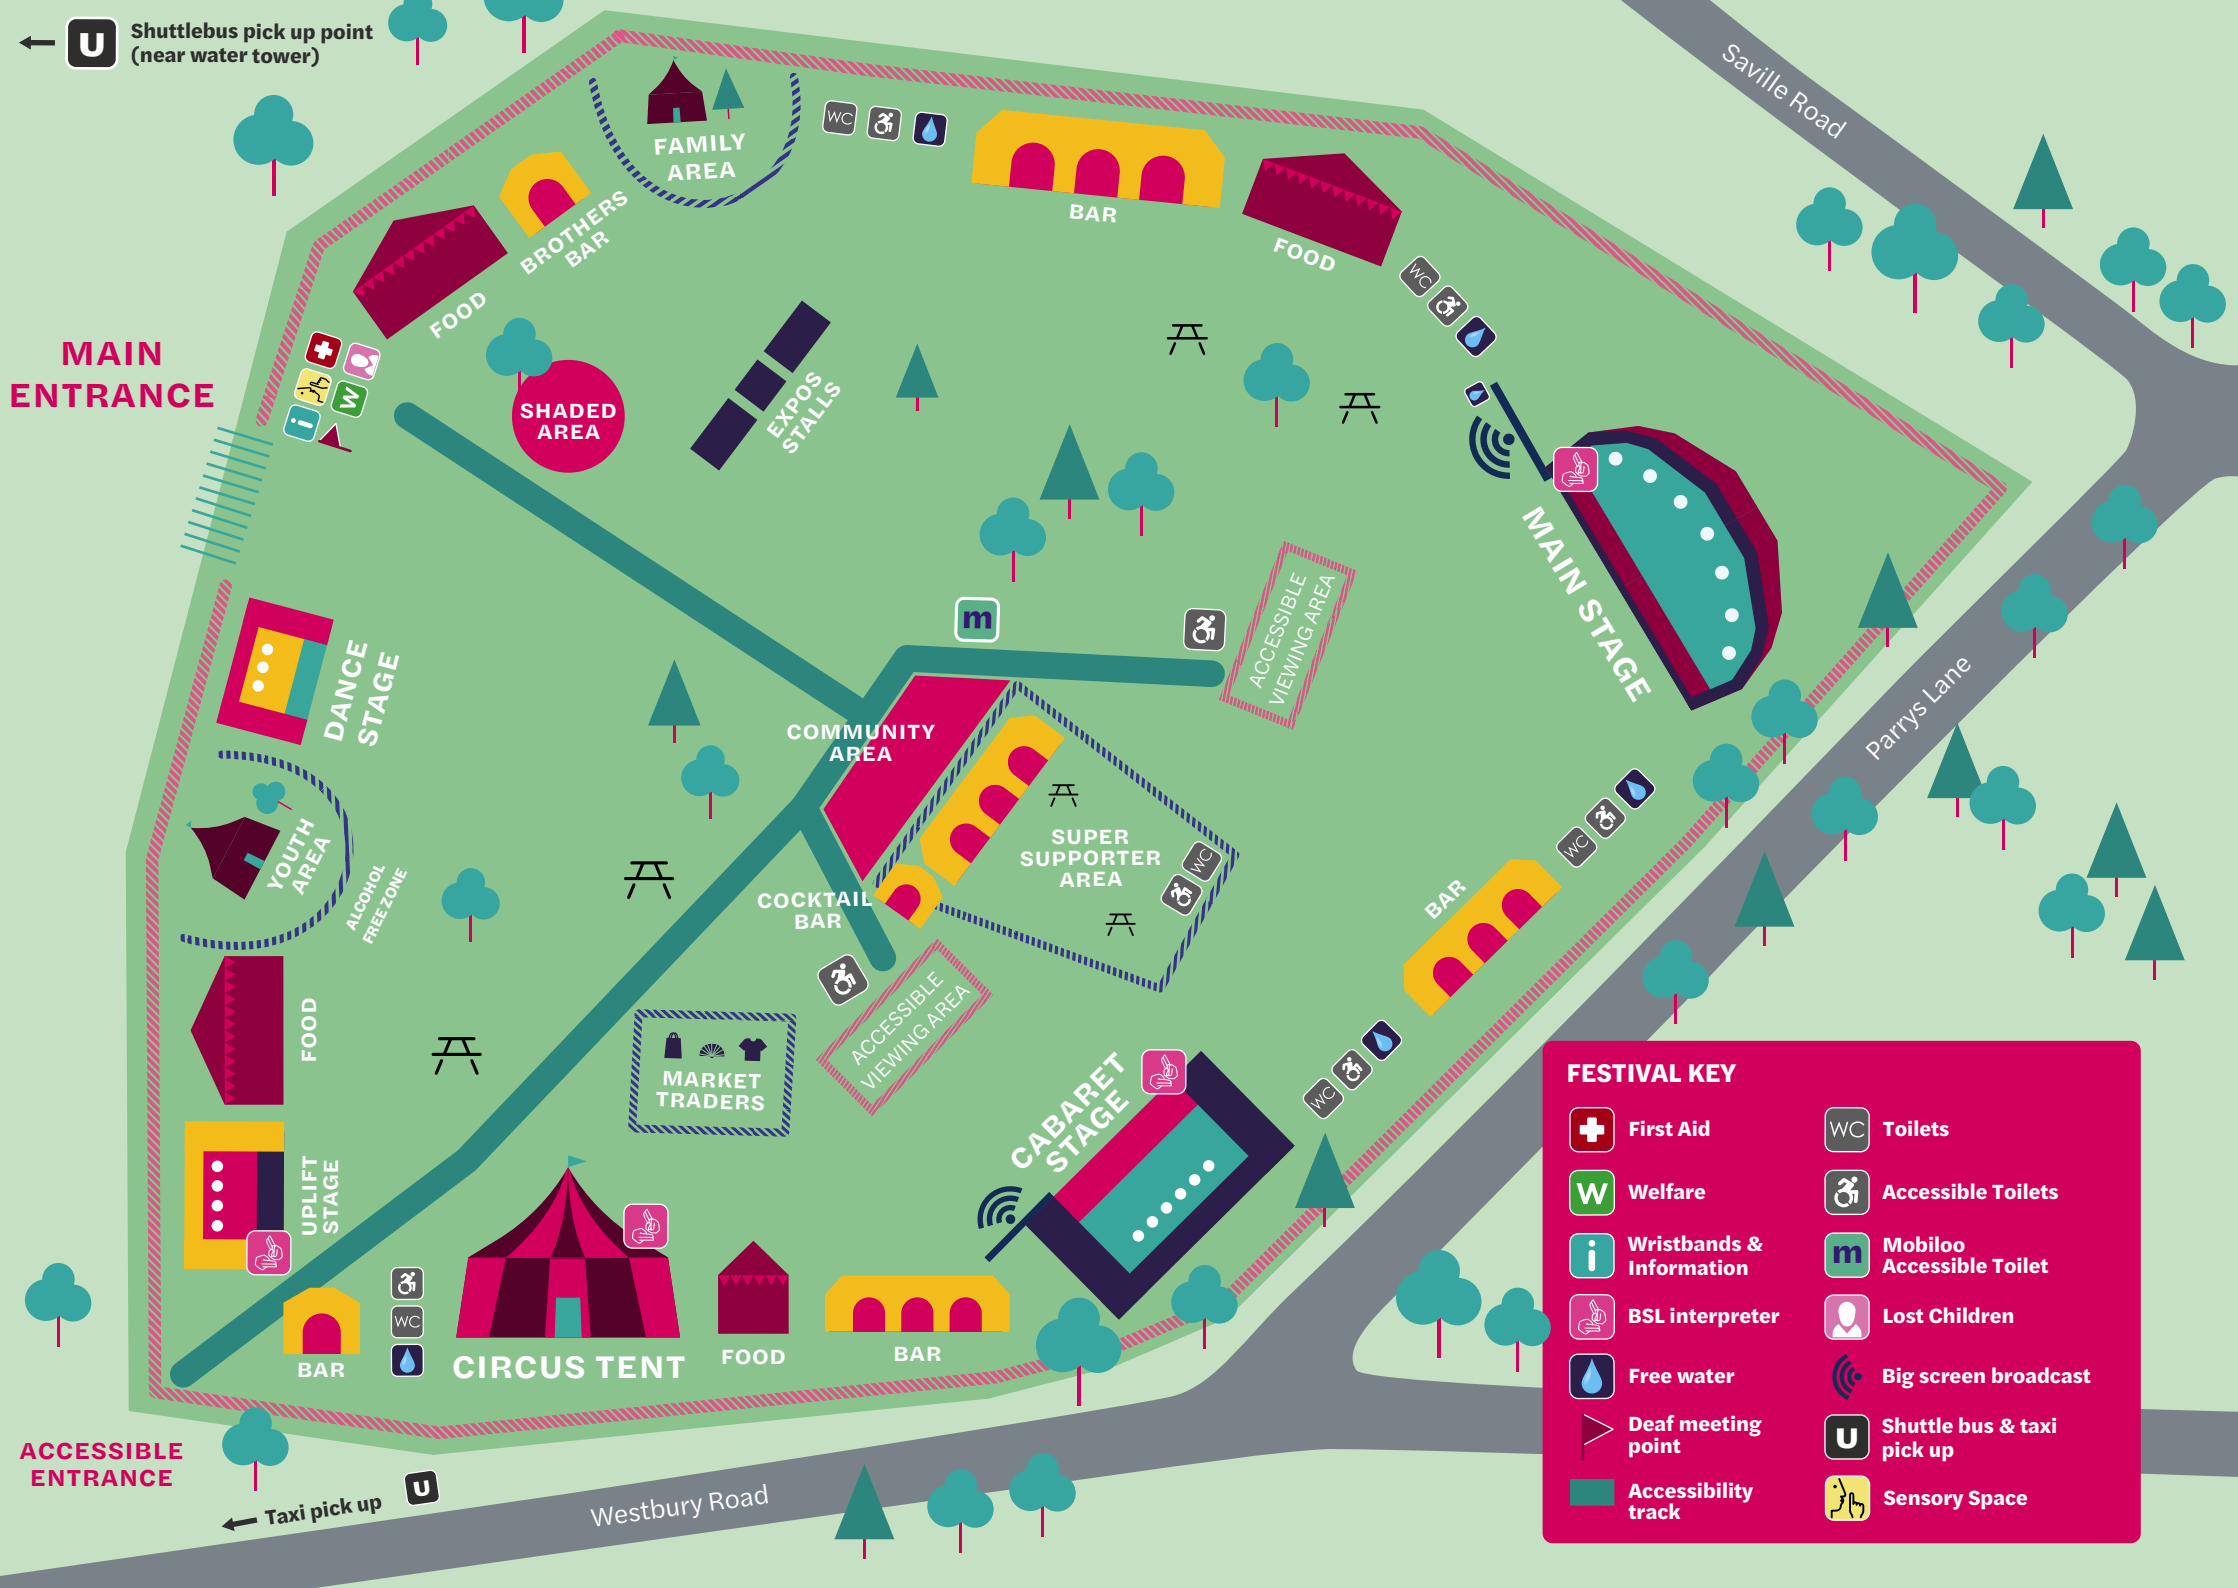 U
Shuttlebus pick up point
(near water tower)
Saville Road
FAMILY
AREA
WC
BROTHERS
BAR
FOOD
BAR
FOOD
WC
MAIN
ENTRANCE
W
i
SHADED
AREA
EXPOS
STALLS
MAIN STAGE
m
ACCESSIBLE
VIEWING AREA
DANCE
STAGE
COMMUNITY
AREA
Parrys Lane
YOUTH
AREA
ALCOHOL
FREE ZONE
SUPER
SUPPORTER
AREA
WC
WC
COCKTAIL
BAR
BAR
FOOD
ACCESSIBLE
VIEWING AREA
MARKET
TRADERS
CABARET
STAGE
WC
UPLIFT
STAGE
WC
BAR
CIRCUS TENT
FOOD
BAR
ACCESSIBLE
ENTRANCE
Taxi pick up
U
Westbury Road
FESTIVAL KEY
First Aid
W
Welfare
i
Wristbands &
Information
BSL interpreter
Free water
Deaf meeting
point
Accessibility
track
WC
Toilets
Accessible Toilets
m
Mobiloo
Accessible Toilet
Lost Children
Big screen broadcast
U
Shuttle bus & taxi
pick up
Sensory Space